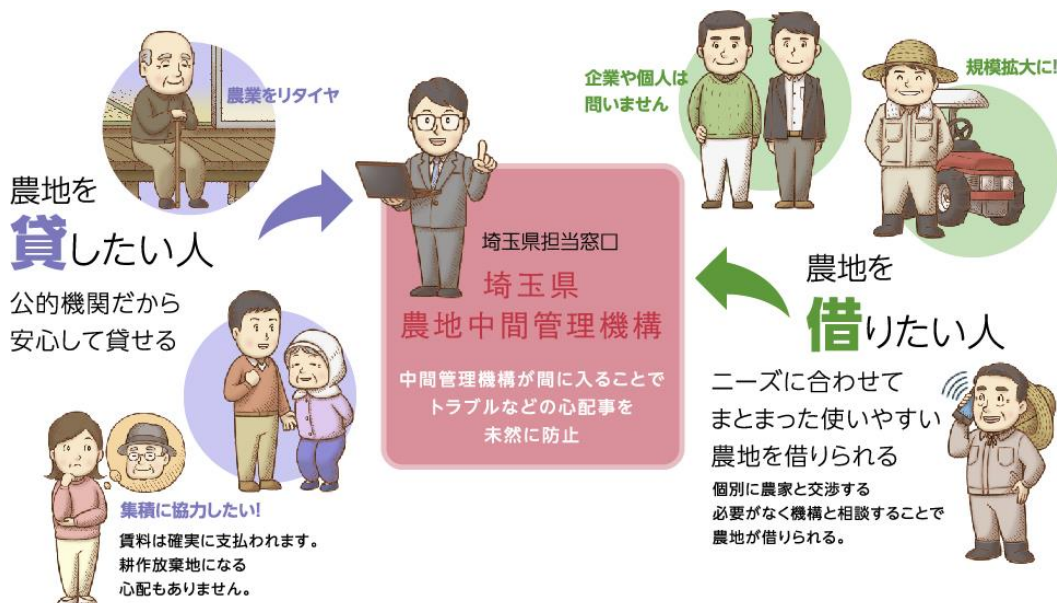 農業をリタイヤ
農地を
貸したい人
公的機関だから
安心して貸せる
集積に協力したい!
賃料は確実に支払われます。
耕作放棄地になる
心配もありません。
埼玉県担当窓口
埼玉県
農地中間管理機構
中間管理機構が間に入ることで
トラブルなどの心配事を
未然に防止
企業や個人は
問いません
規模拡大に!
農地を
借りたい人
ニーズに合わせて
まとまった使いやすい
農地を借りられる
個別に農家と交渉する
必要がなく機構と相談することで
農地が借りられる。